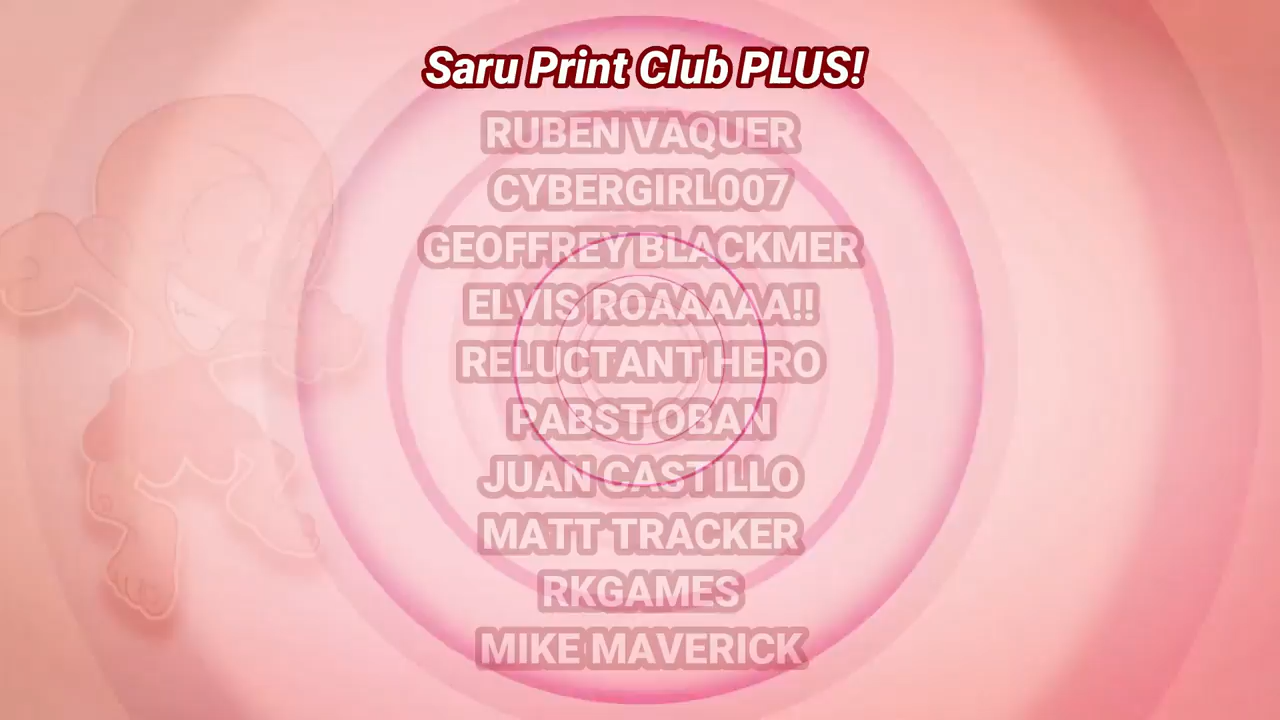 Saru Print Club PLUS!
RUBEN VAQUER
CYBERGIRL007
GEOFFREY BLACKMER
ELVIS ROAAAAA!!
RELUCTANT HERO
PABST OBAN
JUAN CASTILLO
MATT TRACKER
RKGAMES
MIKE MAVERICK